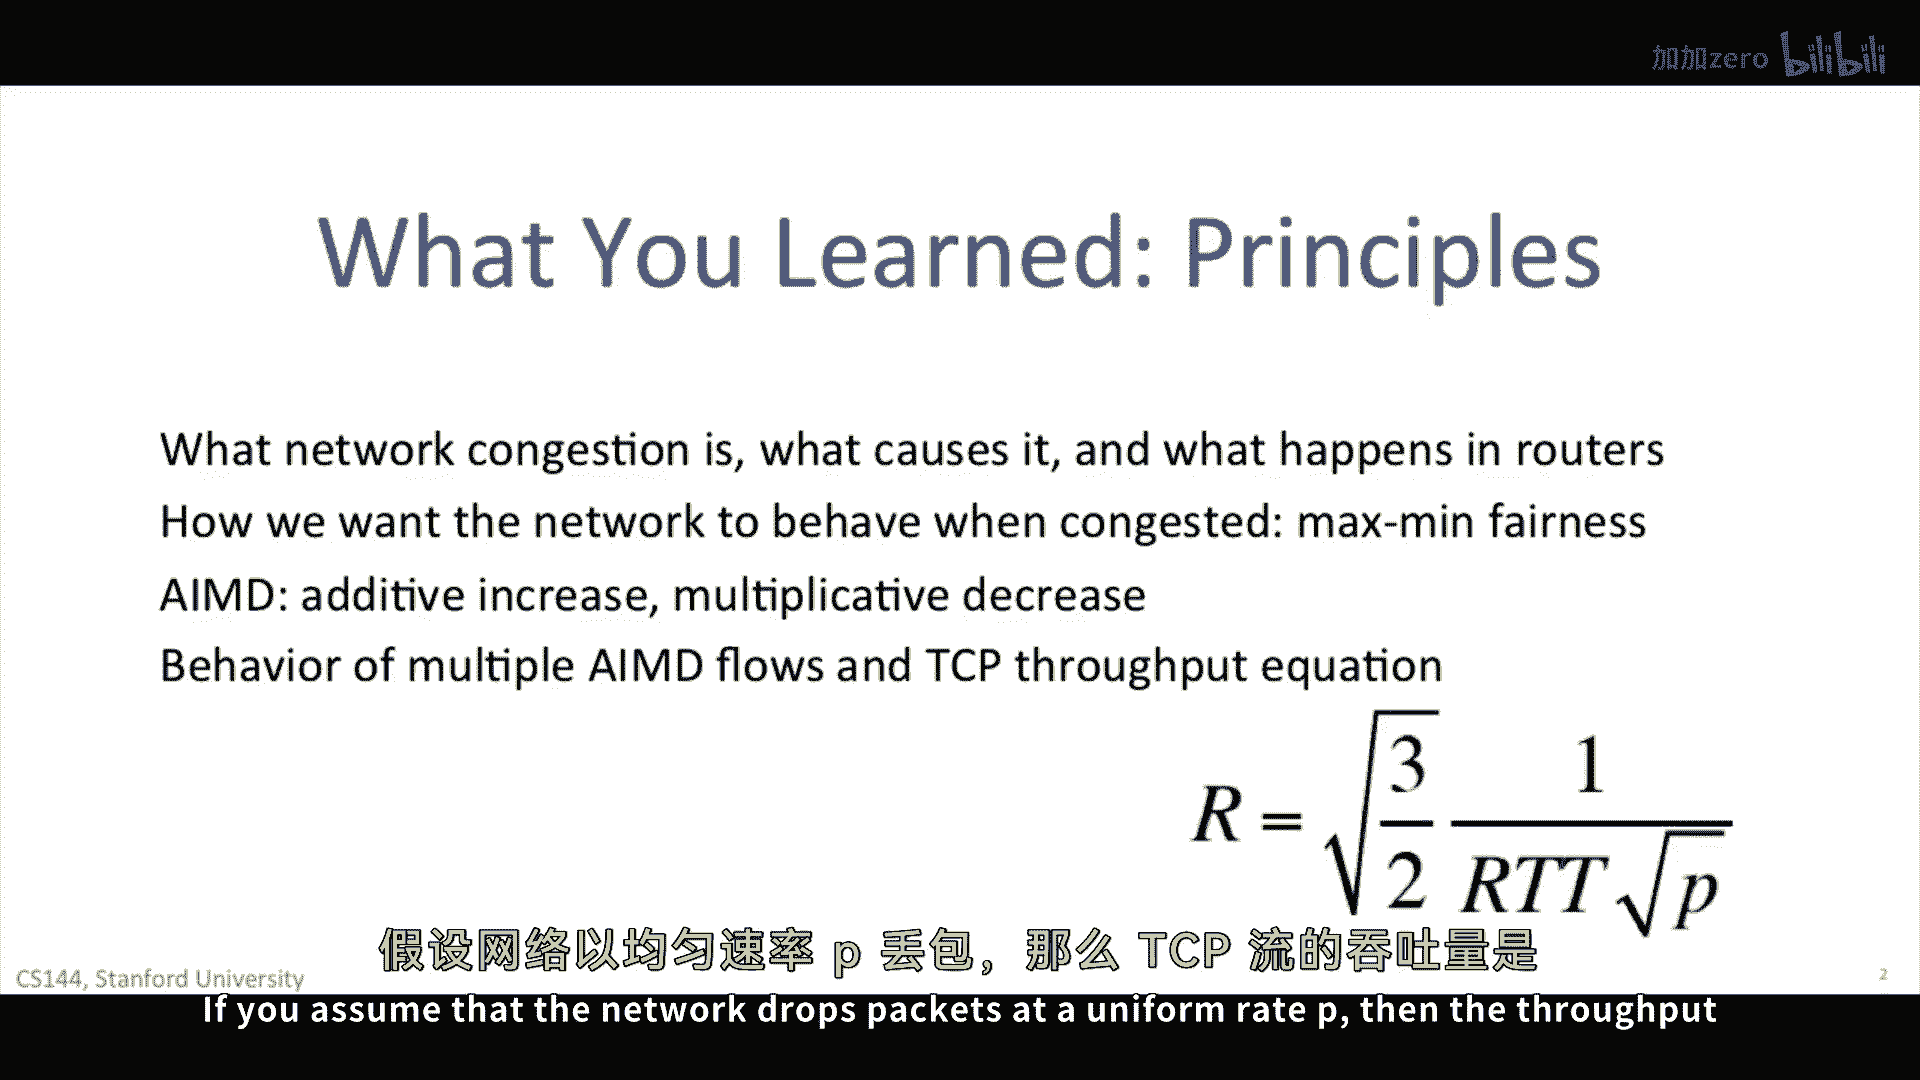 加加zero bilibili
What You Learned: Principles
What network congestion is, what causes it, and what happens in routers
How we want the network to behave when congested: max-min fairness
AIMD: additive increase, multiplicative decrease
Behavior of multiple AIMD flows and TCP throughput equation
R = √(3/2) 1/(RTT√p)
假设网络以均匀速率 p 丢包，那么 TCP 流的吞吐量是
CS144, Stanford University
2
If you assume that the network drops packets at a uniform rate p, then the throughput